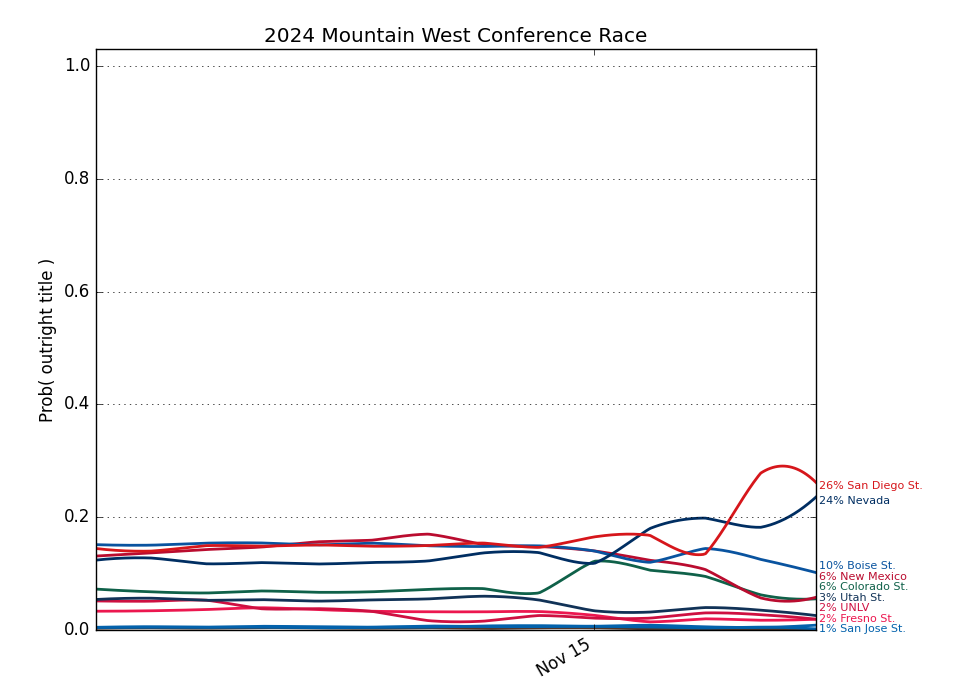 2024 Mountain West Conference Race
1.0
0.8
0.6
0.4
0.2
0.0
Prob( outright title )
Nov 15
26% San Diego St.
24% Nevada
10% Boise St.
6% New Mexico
6% Colorado St.
3% Utah St.
2% UNLV
2% Fresno St.
1% San Jose St.